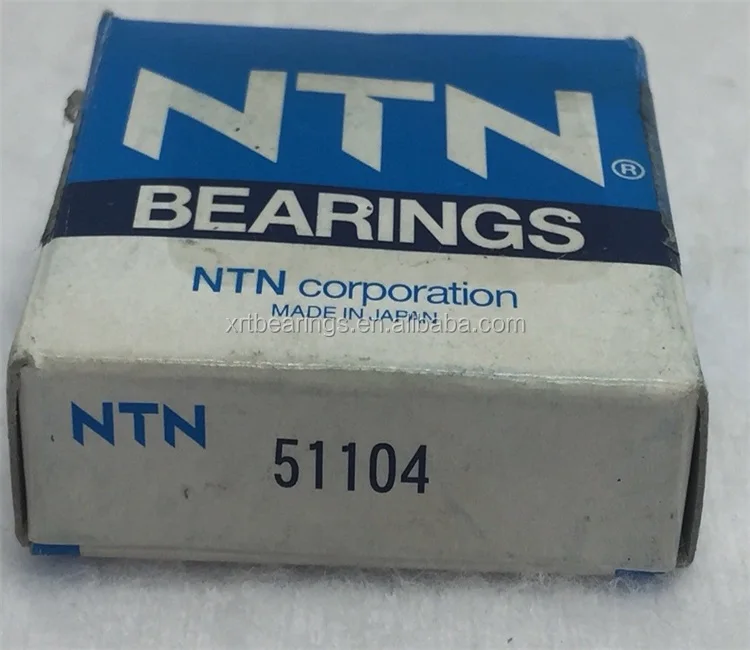 NTN®
BEARINGS
NTN corporation
MADE IN JAPAN
xrtbearings.en.alibaba.com
NTN 51104